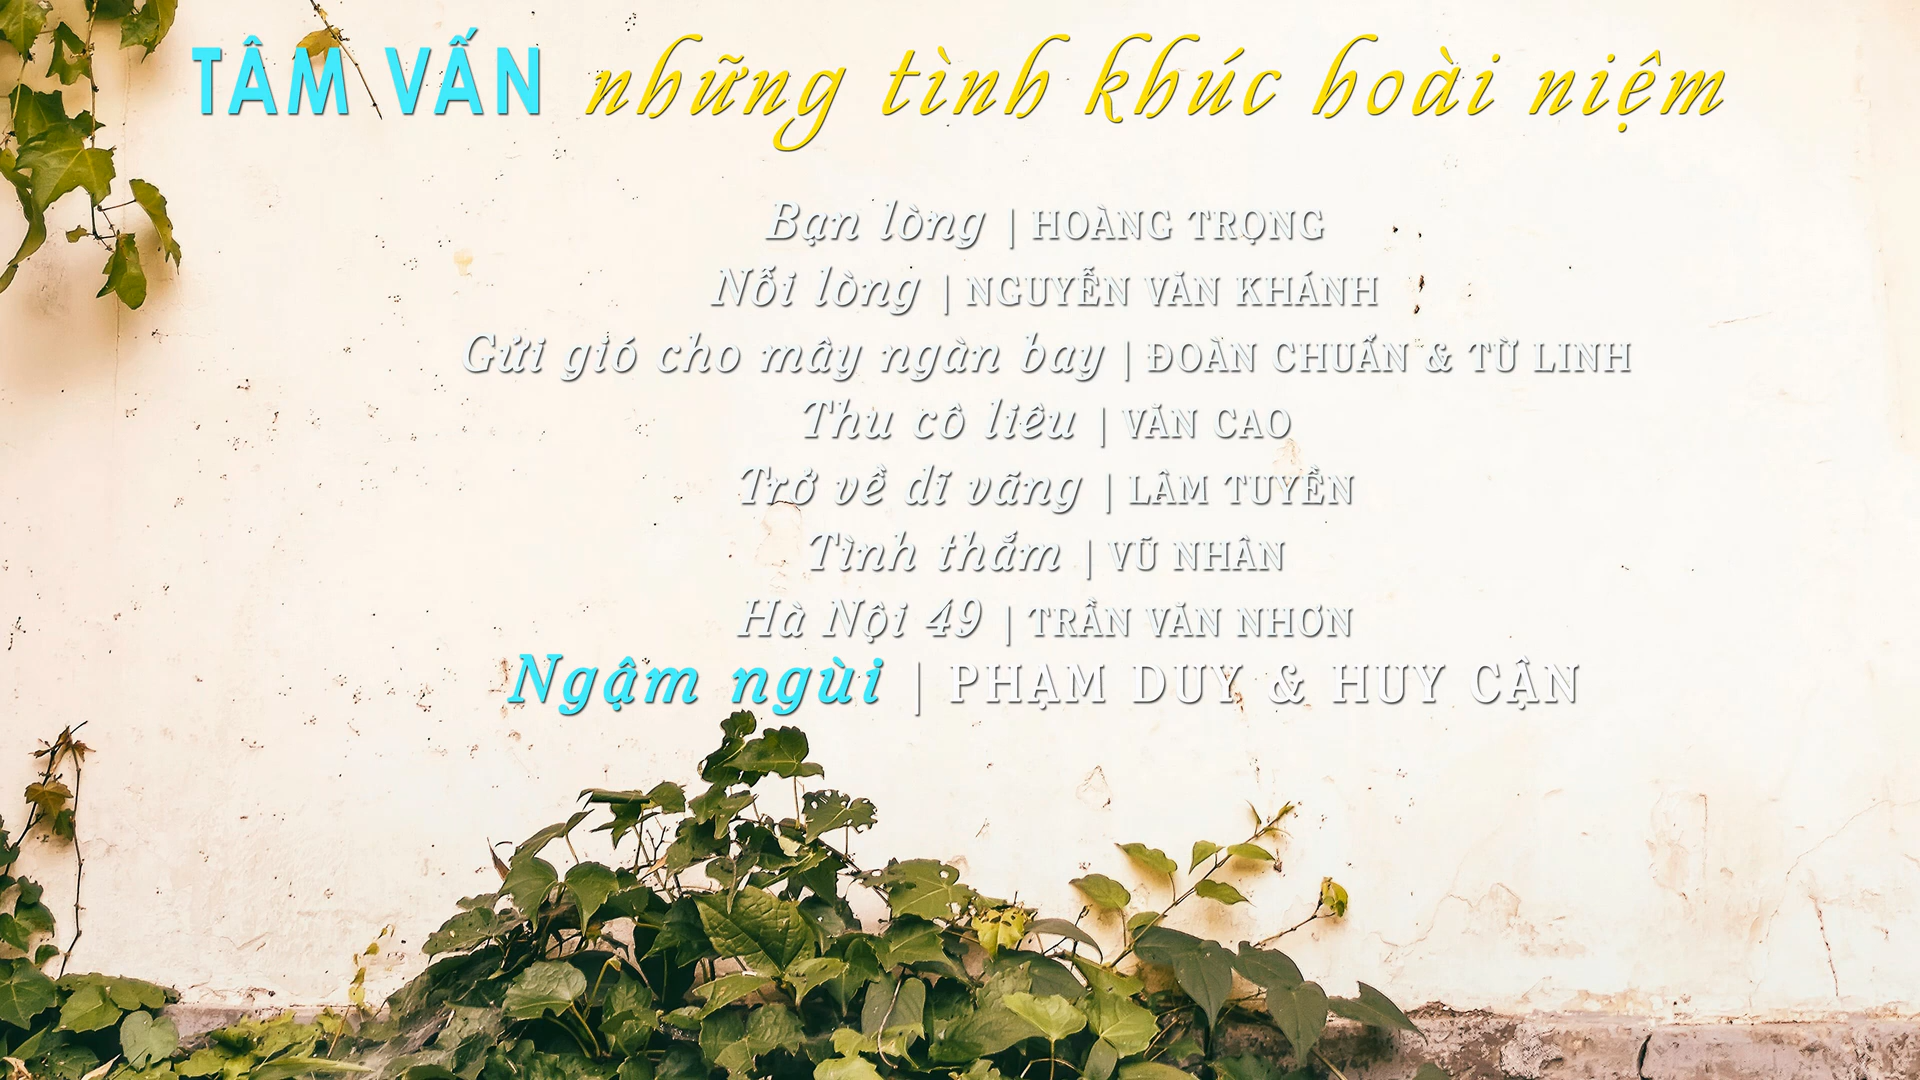 TÂM VẤN những tình khúc hoài niệm
Bạn lòng | HOÀNG TRỌNG
Nỗi lòng | NGUYỄN VĂN KHÁNH
Gửi gió cho mây ngàn bay | ĐOÀN CHUẨN & TỪ LINH
Thu cô liêu | VĂN CAO
Trở về dĩ vãng | LÂM TUYỀN
Tình thắm | VŨ NHÂN
Hà Nội 49 | TRẦN VĂN NHƠN
Ngậm ngùi | PHẠM DUY & HUY CẬN